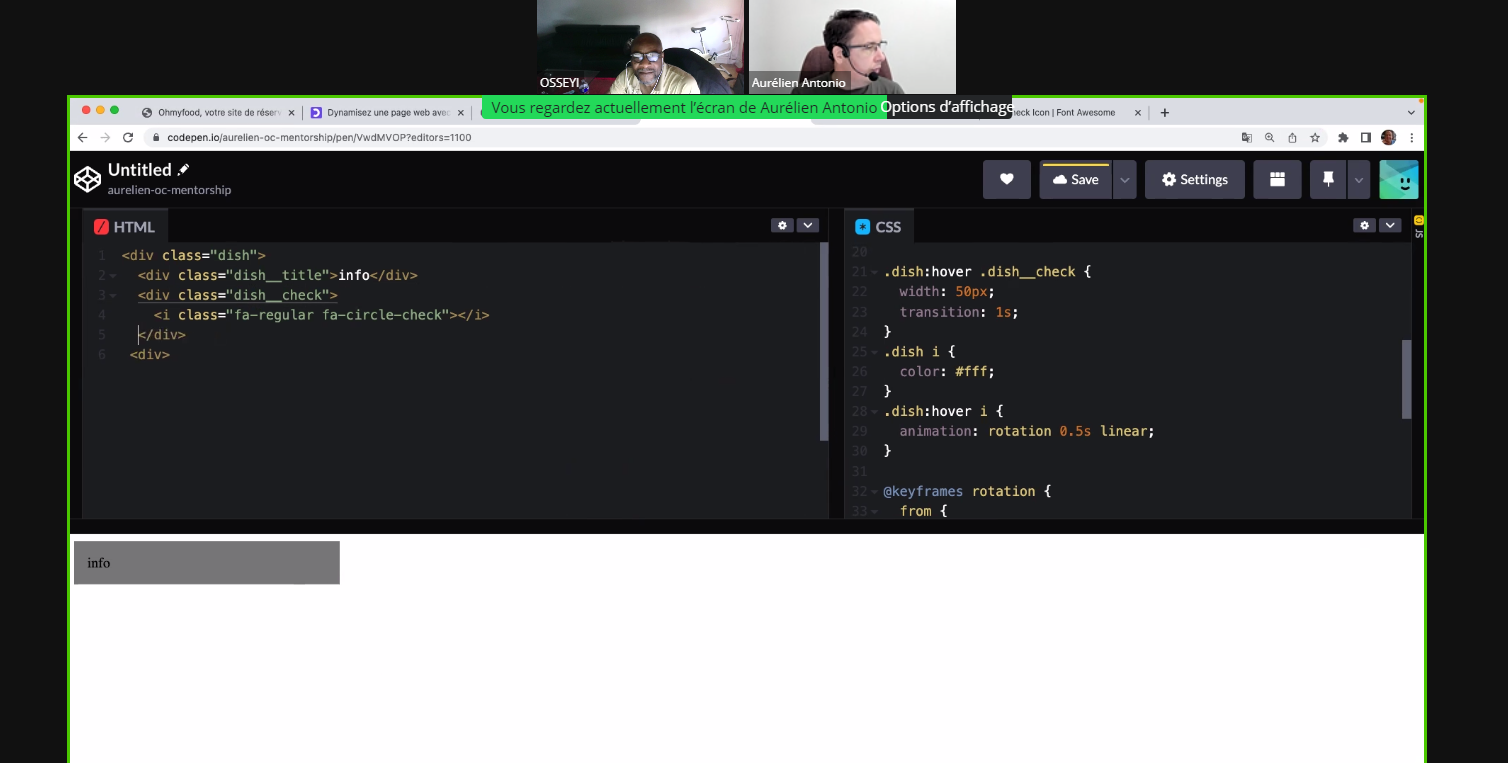 OSSEYI
Aurélien Antonio
Vous regardez actuellement l'écran de Aurélien Antonio Options d'affichage
Ohmyfood, votre site de réserv
Dynamisez une page web avec
eck Icon | Font Awesome
codepen.io/aurelien-oc-mentorship/pen/VwdMVOP?editors=1100
Untitled
aurelien-oc-mentorship
Save
Settings
HTML
1 <div class="dish">
2 <div class="dish__title">info</div>
3 <div class="dish__check">
4 <i class="fa-regular fa-circle-check"></i>
5 </div>
6 <div>
CSS
20
21 .dish:hover .dish__check {
22 width: 50px;
23 transition: 1s;
24 }
25 .dish i {
26 color: #fff;
27 }
28 .dish:hover i {
29 animation: rotation 0.5s linear;
30 }
31
32 @keyframes rotation {
33 from {
JS
info